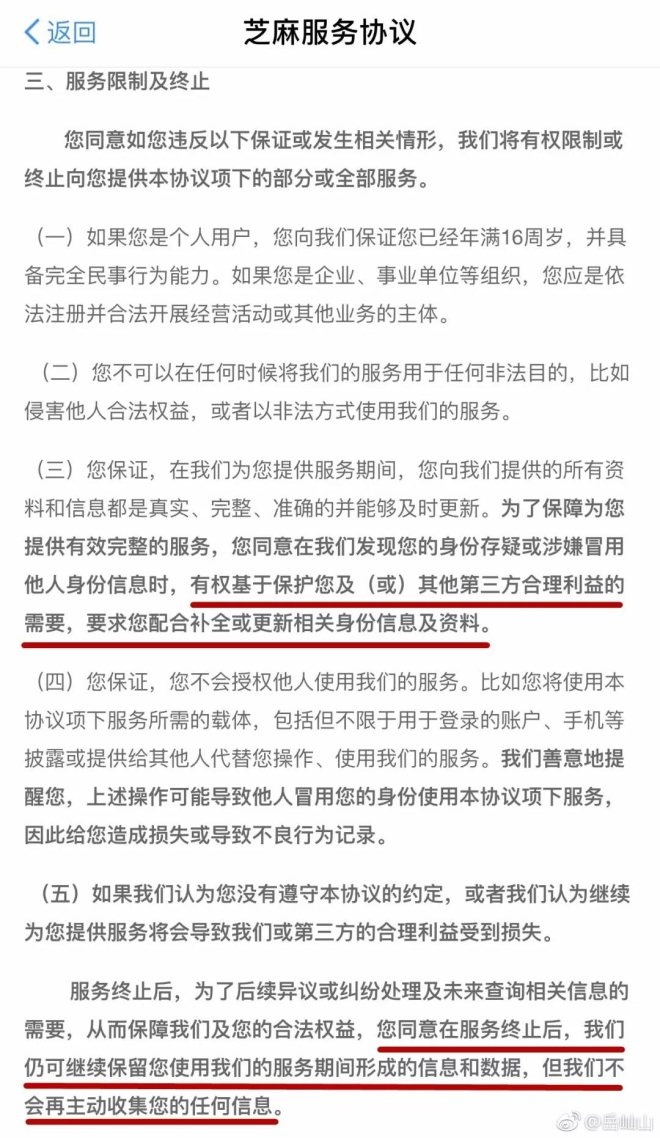 返回
芝麻服务协议
三、服务限制及终止
您同意如您违反以下保证或发生相关情形，我们将有权限制或
终止向您提供本协议项下的部分或全部服务。
（一）如果您是个人用户，您向我们保证您已经年满16周岁，并具
备完全民事行为能力。如果您是企业、事业单位等组织，您应是依
法注册并合法开展经营活动或其他业务的主体。
（二）您不可以在任何时候将我们的服务用于任何非法目的，比如
侵害他人合法权益，或者以非法方式使用我们的服务。
（三）您保证，在我们为您提供服务期间，您向我们提供的所有资
料和信息都是真实、完整、准确的并能够及时更新。为了保障为您
提供有效完整的服务，您同意在我们发现您的身份存疑或涉嫌冒用
他人身份信息时，有权基于保护您及（或）其他第三方合理利益的
需要，要求您配合补全或更新相关身份信息及资料。
（四）您保证，您不会授权他人使用我们的服务。比如您将使用本
协议项下服务所需的载体，包括但不限于用于登录的账户、手机等
披露或提供给其他人代替您操作、使用我们的服务。我们善意地提
醒您，上述操作可能导致他人冒用您的身份使用本协议项下服务，
因此给您造成损失或导致不良行为记录。
（五）如果我们认为您没有遵守本协议的约定，或者我们认为继续
为您提供服务将会导致我们或第三方的合理利益受到损失。
服务终止后，为了后续异议或纠纷处理及未来查询相关信息的
需要，从而保障我们及您的合法权益，您同意在服务终止后，我们
仍可继续保留您使用我们的服务期间形成的信息和数据，但我们不
会再主动收集您的任何信息。
@岳屾山